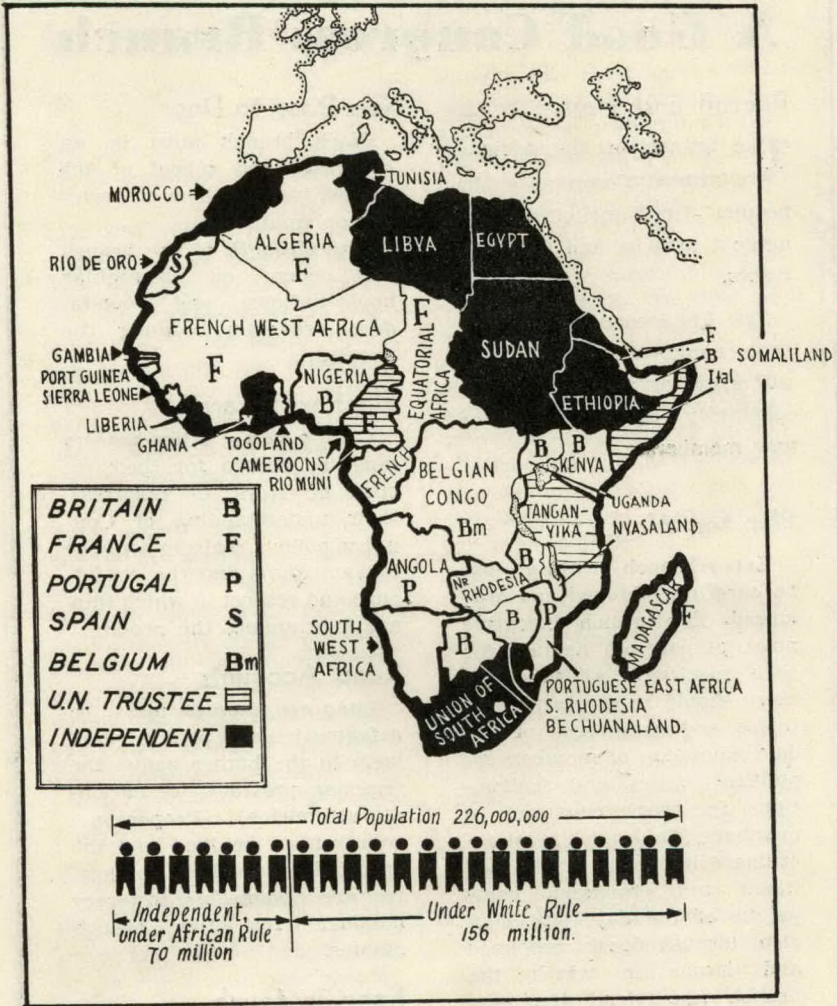 MOROCCO
TUNISIA
ALGERIA
F
LIBYA
EGYPT
RIO DE ORO
S
FRENCH WEST AFRICA
F
F
EQUATORIAL
AFRICA
FRENCH
SUDAN
F
B SOMALILAND
Ital
GAMBIA
PORT GUINEA
SIERRA LEONE
LIBERIA
GHANA
TOGOLAND
CAMEROONS
RIO MUNI
NIGERIA
B
F
ETHIOPIA
BELGIAN
CONGO
Bm
B
B
KENYA
UGANDA
TANGAN-
YIKA
NYASALAND
ANGOLA
P
B
NR RHODESIA
B
P
B
SOUTH
WEST
AFRICA
UNION OF
SOUTH
AFRICA
MADAGASCAR
F
PORTUGUESE EAST AFRICA
S. RHODESIA
BECHUANALAND.
BRITAIN B
FRANCE F
PORTUGAL P
SPAIN S
BELGIUM Bm
U.N. TRUSTEE
INDEPENDENT
Total Population 226,000,000
Independent,
under African Rule
70 million
Under White Rule
156 million.